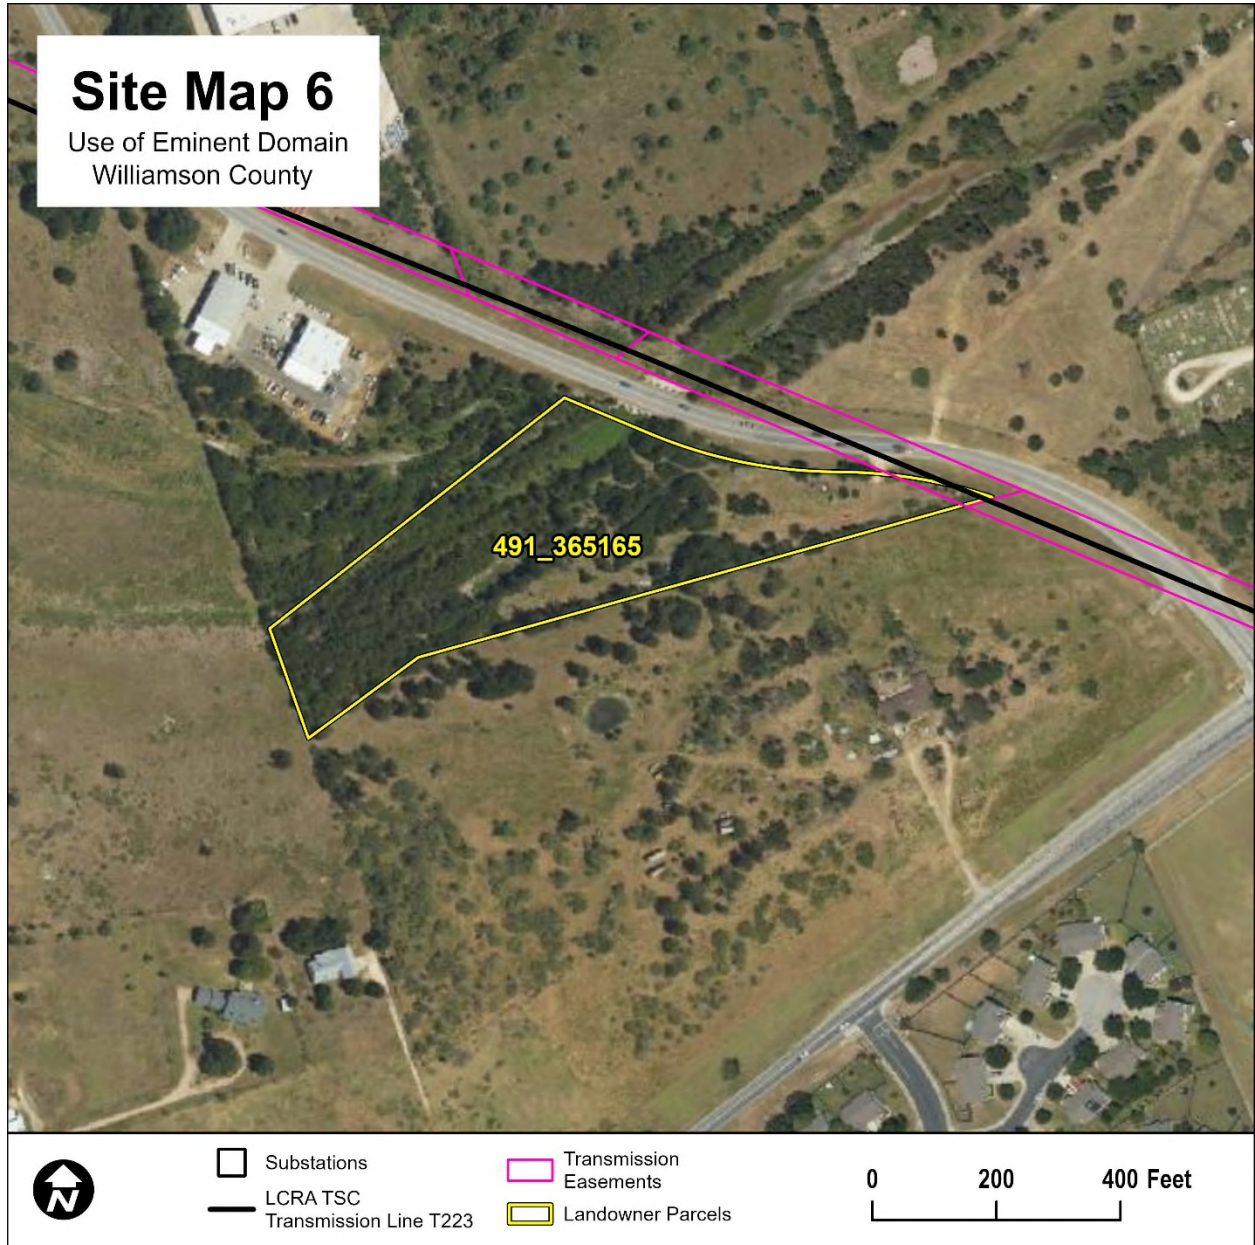 Site Map 6
Use of Eminent Domain
Williamson County
491_365165
N
Substations
LCRA TSC
Transmission Line T223
Transmission
Easements
Landowner Parcels
0 200 400 Feet